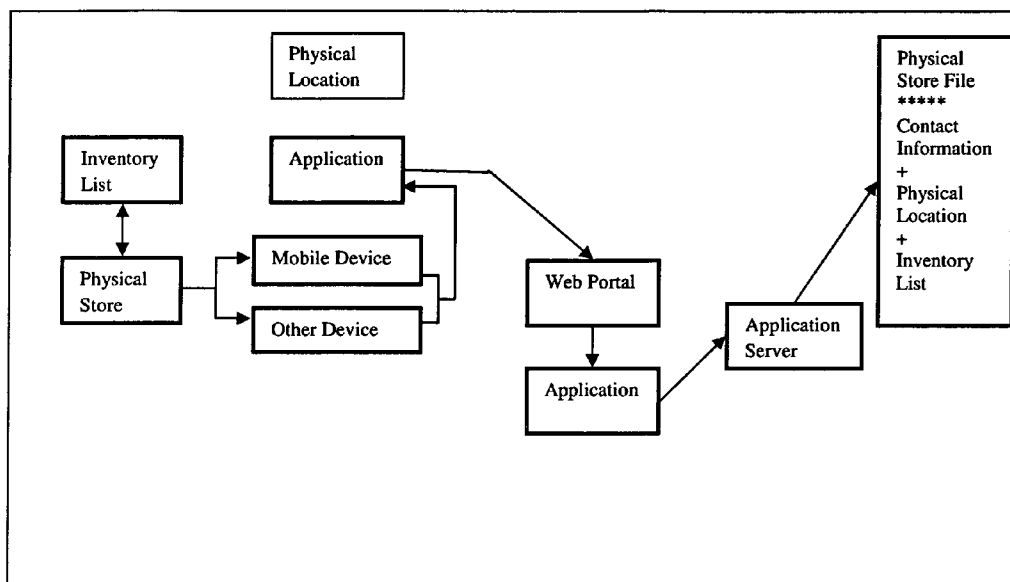 Physical
Location
Inventory
List
Application
Physical
Store
Mobile Device
Other Device
Web Portal
Application
Application
Server
Physical
Store File
*****
Contact
Information
+
Physical
Location
+
Inventory
List